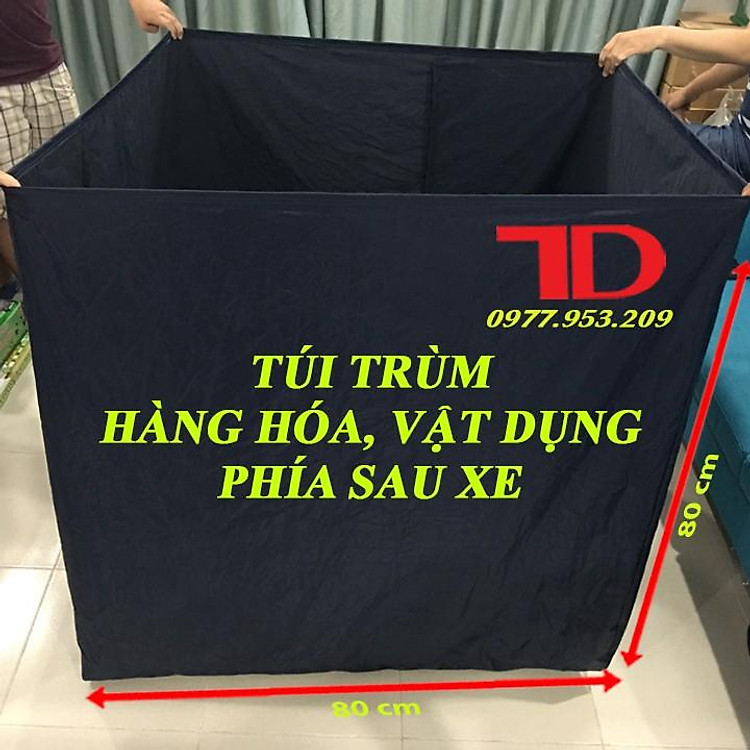 TD
0977.953.209
TÚI TRÙM
HÀNG HÓA, VẬT DỤNG
PHÍA SAU XE
80 cm
80 cm